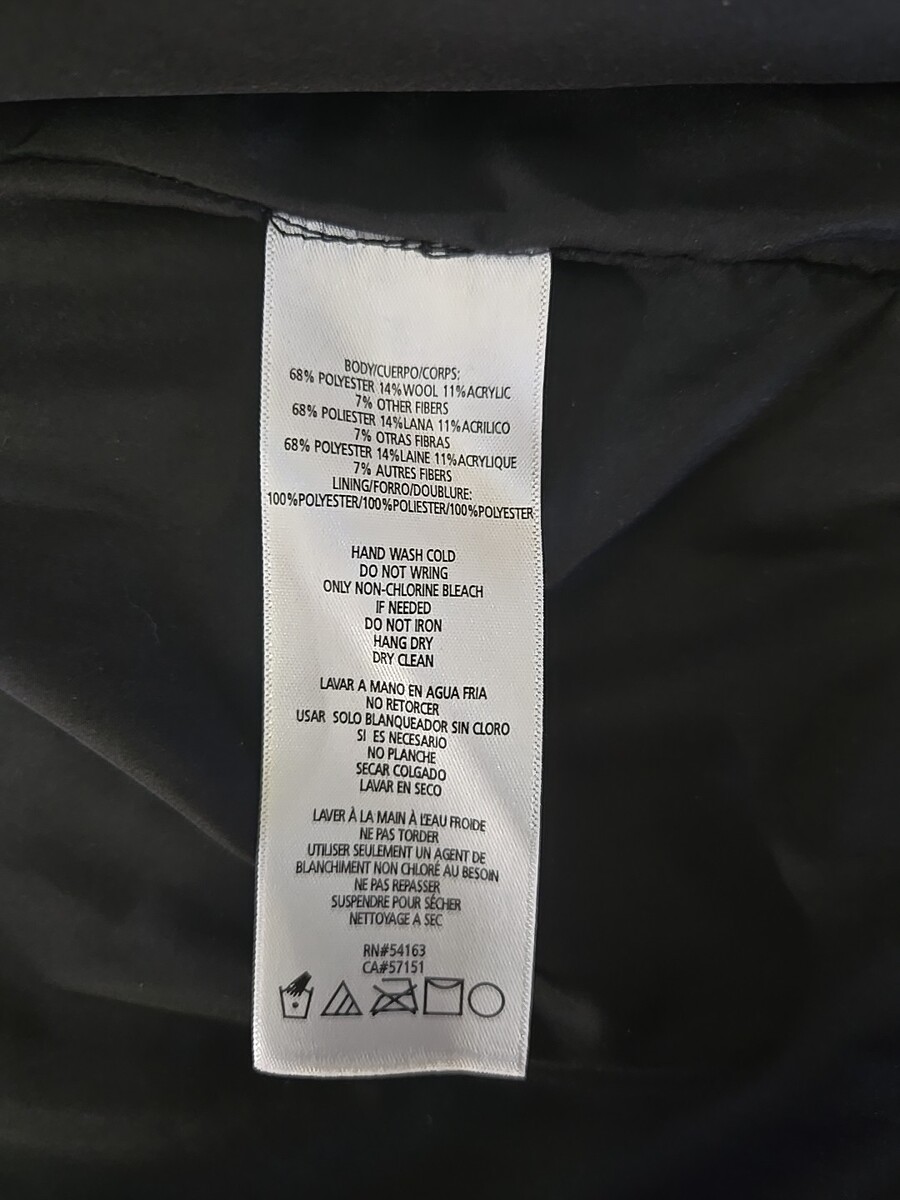 BODY/CUERPO/CORPS:
68% POLYESTER 14%WOOL 11%ACRYLIC
7% OTHER FIBERS
68% POLIESTER 14%LANA 11%ACRILICO
7% OTRAS FIBRAS
68% POLYESTER 14%LAINE 11%ACRYLIQUE
7% AUTRES FIBERS
LINING/FORRO/DOUBLURE:
100%POLYESTER/100%POLIESTER/100%POLYESTER
HAND WASH COLD
DO NOT WRING
ONLY NON-CHLORINE BLEACH
IF NEEDED
DO NOT IRON
HANG DRY
DRY CLEAN
LAVAR A MANO EN AGUA FRIA
NO RETORCER
USAR SOLO BLANQUEADOR SIN CLORO
SI ES NECESARIO
NO PLANCHE
SECAR COLGADO
LAVAR EN SECO
LAVER À LA MAIN À L'EAU FROIDE
NE PAS TORDER
UTILISER SEULEMENT UN AGENT DE
BLANCHIMENT NON CHLORÉ AU BESOIN
NE PAS REPASSER
SUSPENDRE POUR SÉCHER
NETTOYAGE A SEC
RN#54163
CA#57151